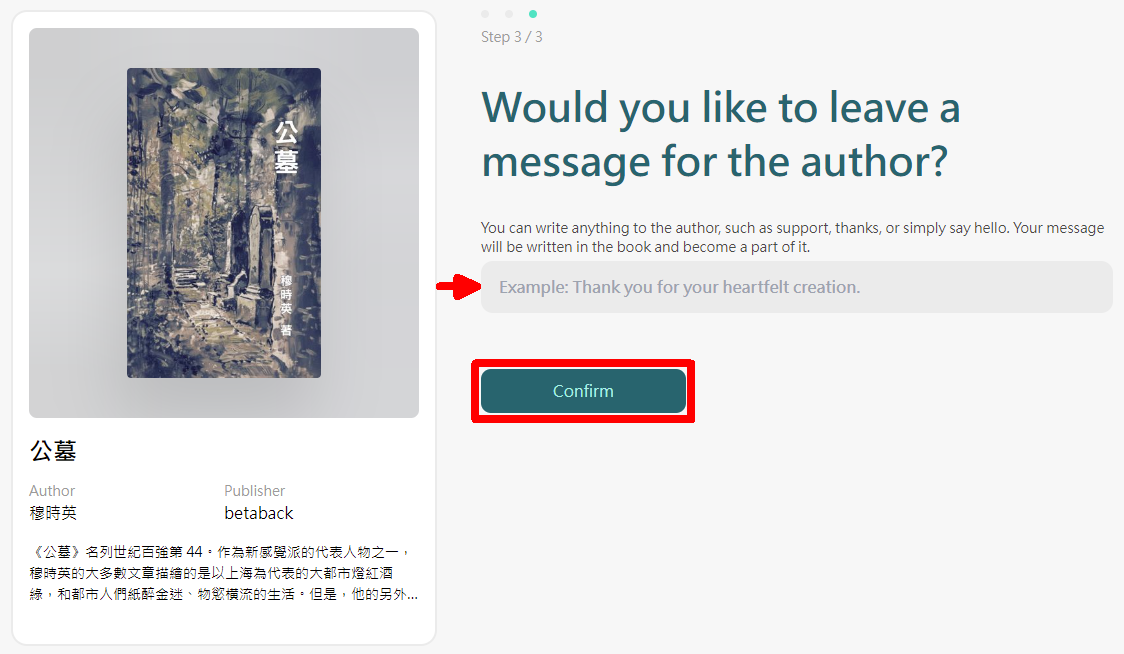 公墓
穆時英 著
公墓
Author
穆時英
Publisher
betaback
《公墓》名列世紀百強第 44。作為新感覺派的代表人物之一，
穆時英的大多數文章描繪的是以上海為代表的大都市燈紅酒
綠，和都市人們紙醉金迷、物慾橫流的生活。但是，他的另外...
Step 3 / 3
Would you like to leave a
message for the author?
You can write anything to the author, such as support, thanks, or simply say hello. Your message
will be written in the book and become a part of it.
Example: Thank you for your heartfelt creation.
Confirm